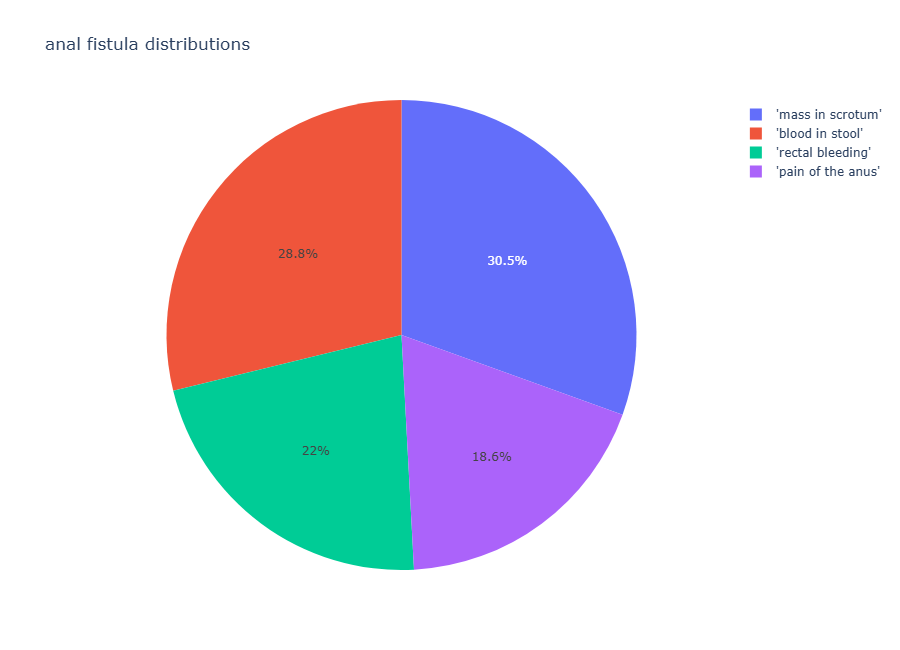 anal fistula distributions
'mass in scrotum'
'blood in stool'
'rectal bleeding'
'pain of the anus'
28.8%
30.5%
22%
18.6%